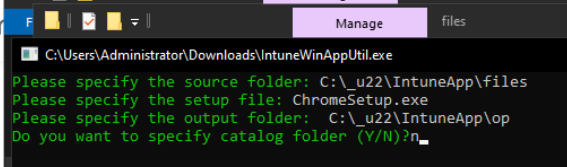 F
Manage
files
C:\Users\Administrator\Downloads\IntuneWinAppUtil.exe
Please specify the source folder: C:\_u22\IntuneApp\files
Please specify the setup file: ChromeSetup.exe
Please specify the output folder:  C:\_u22\IntuneApp\op
Do you want to specify catalog folder (Y/N)?n